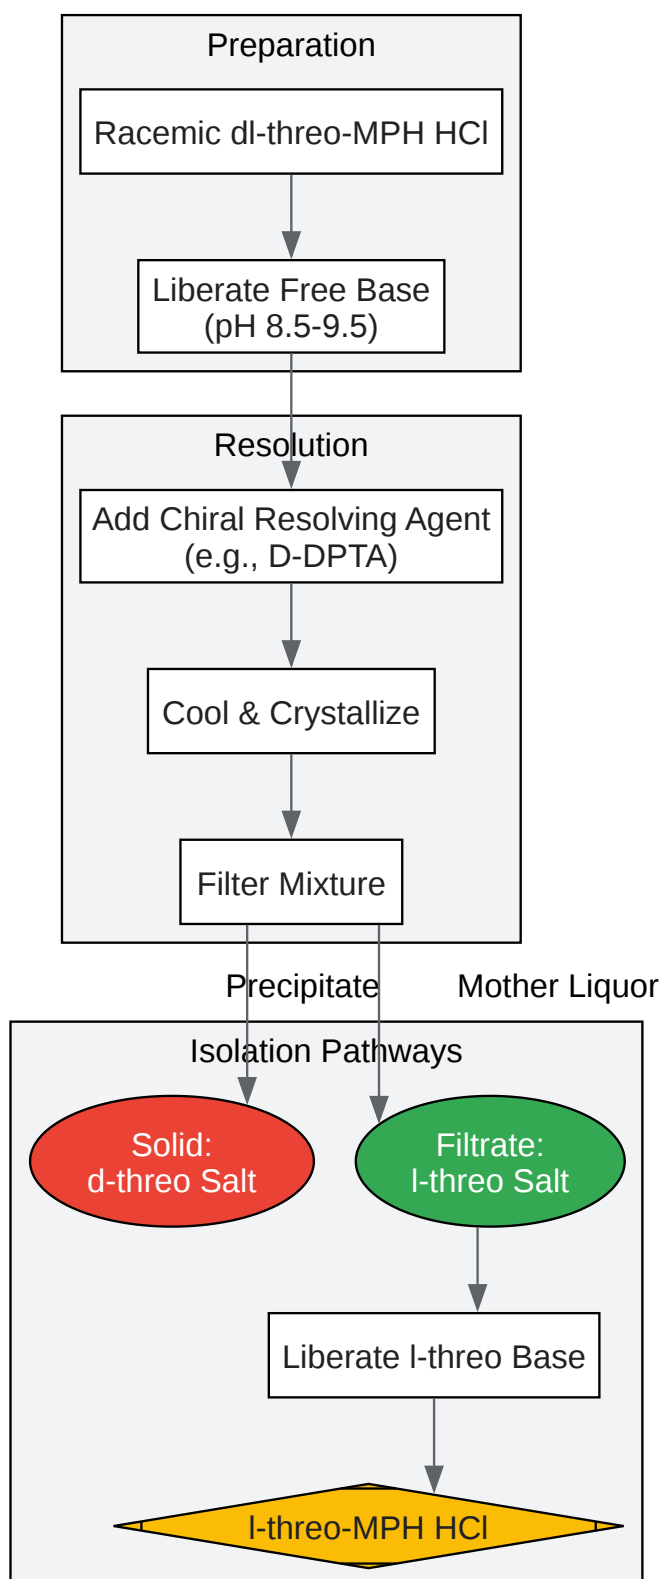 Preparation
Racemic dl-threo-MPH HCl
Liberate Free Base
(pH 8.5-9.5)
Resolution
Add Chiral Resolving Agent
(e.g., D-DPTA)
Cool & Crystallize
Filter Mixture
Precipitate
Mother Liquor
Isolation Pathways
Solid:
d-threo Salt
Filtrate:
l-threo Salt
Liberate l-threo Base
l-threo-MPH HCl